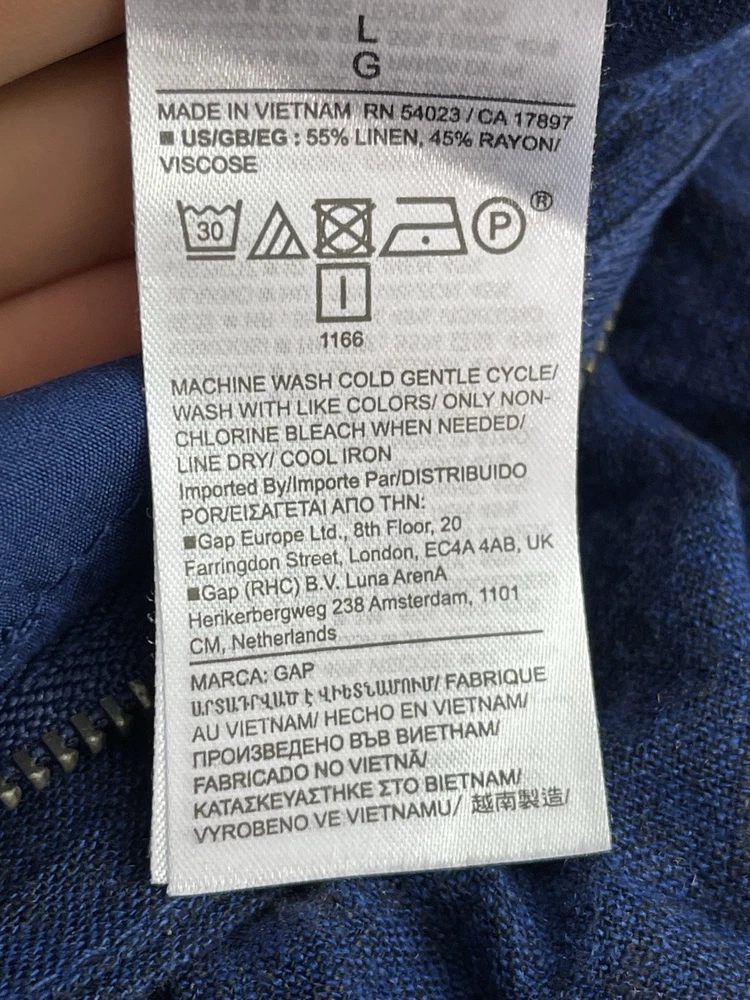 L
G
MADE IN VIETNAM RN 54023 / CA 17897
■ US/GB/EG : 55% LINEN, 45% RAYON/
VISCOSE
30
P
®
I
1166
MACHINE WASH COLD GENTLE CYCLE/
WASH WITH LIKE COLORS/ ONLY NON-
CHLORINE BLEACH WHEN NEEDED/
LINE DRY/ COOL IRON
Imported By/Importe Par/DISTRIBUIDO
POR/ΕΙΣΑΓΕΤΑΙ ΑΠΟ ΤΗΝ:
■Gap Europe Ltd., 8th Floor, 20
Farringdon Street, London, EC4A 4AB, UK
■Gap (RHC) B.V. Luna ArenA
Herikerbergweg 238 Amsterdam, 1101
CM, Netherlands
MARCA: GAP
ԱՐՏԱԴՐՎԱԾ Է ՎԻԵՏՆԱՄՈՒՄ/ FABRIQUE
AU VIETNAM/ HECHO EN VIETNAM/
ПРОИЗВЕДЕНО ВЪВ ВИЕТНАМ/
FABRICADO NO VIETNÃ/
ΚΑΤΑΣΚΕΥΑΣΤΗΚΕ ΣΤΟ ΒΙΕΤΝΑΜ/
VYROBENO VE VIETNAMU/ 越南製造/